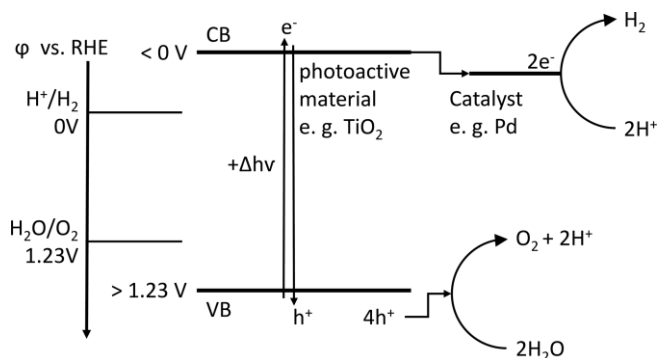 φ vs. RHE
H⁺/H₂
0V
H₂O/O₂
1.23V
< 0 V
CB
e⁻
photoactive
material
e. g. TiO₂
+Δhν
> 1.23 V
VB
h⁺
4h⁺
2e⁻
Catalyst
e. g. Pd
H₂
2H⁺
O₂ + 2H⁺
2H₂O